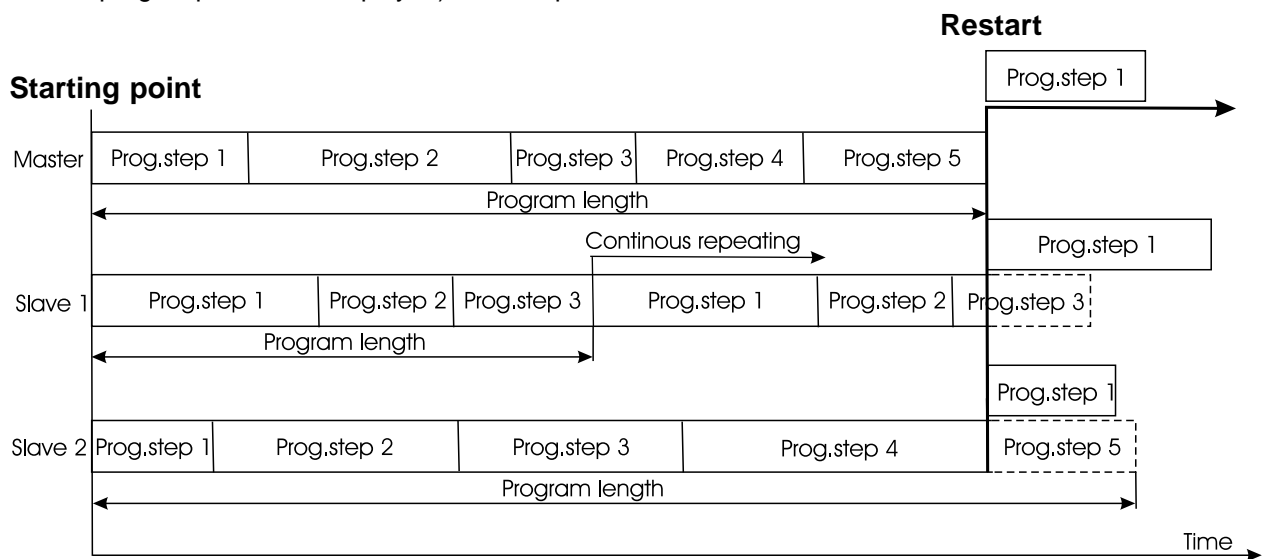 Restart
Prog.step 1
Starting point
Master Prog.step 1 Prog.step 2 Prog.step 3 Prog.step 4 Prog.step 5
Program length
Continous repeating
Prog.step 1
Slave 1 Prog.step 1 Prog.step 2 Prog.step 3 Prog.step 1 Prog.step 2 Prog.step 3
Program length
Prog.step 1
Slave 2 Prog.step 1 Prog.step 2 Prog.step 3 Prog.step 4 Prog.step 5
Program length
Time